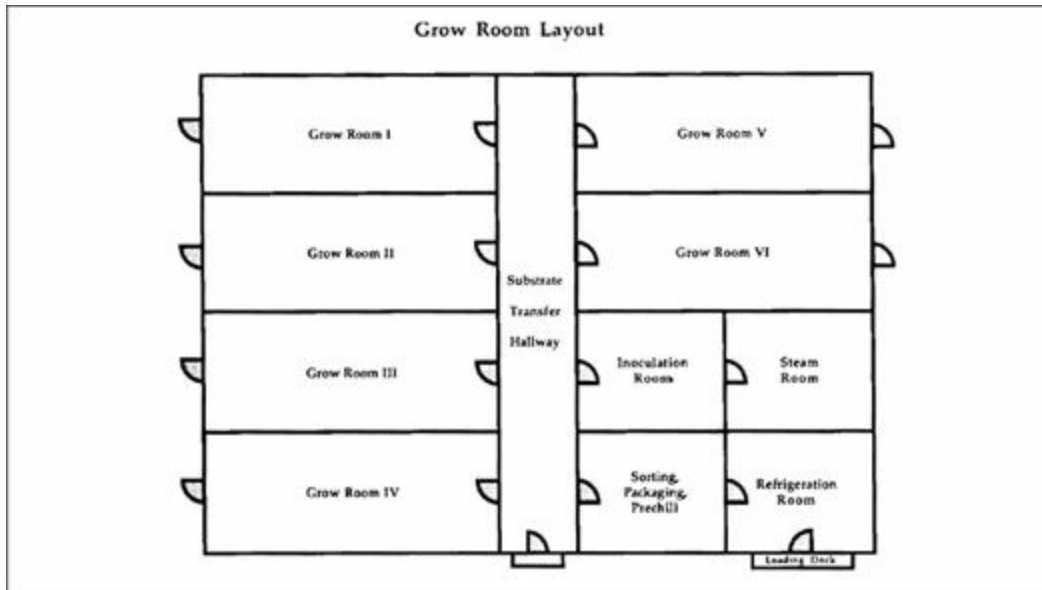 Grow Room Layout
Grow Room I
Grow Room V
Grow Room II
Grow Room VI
Substrate
Transfer
Hallway
Grow Room III
Inoculation
Room
Steam
Room
Grow Room IV
Sorting,
Packaging,
Prechill
Refrigeration
Room
Loading Dock